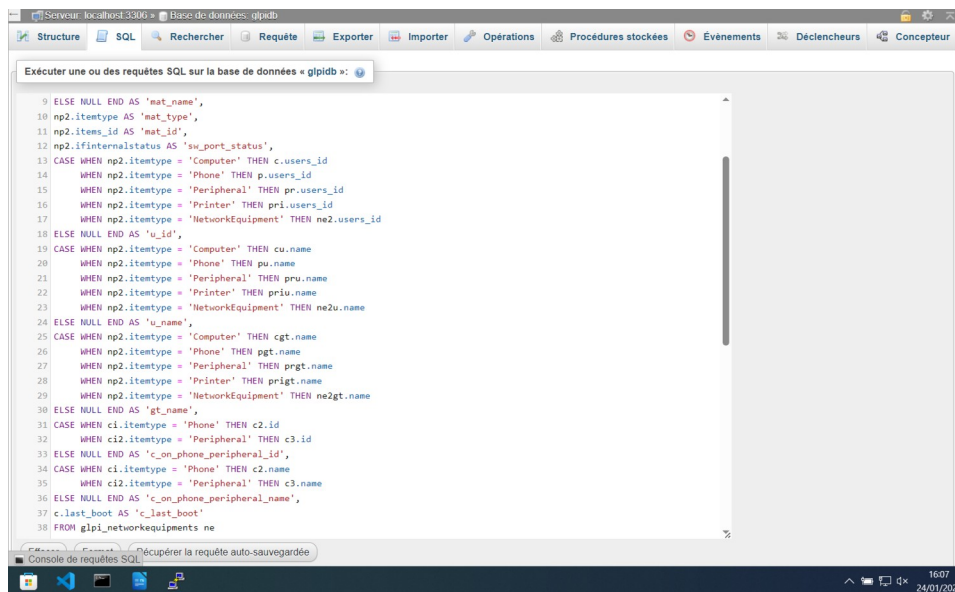 Serveur: localhost:3306 » Base de données: glpidb
Structure SQL Rechercher Requête Exporter Importer Opérations Procédures stockées Évènements Déclencheurs Concepteur
Exécuter une ou des requêtes SQL sur la base de données « glpidb »:
9 ELSE NULL END AS 'mat_name',
10 np2.itemtype AS 'mat_type',
11 np2.items_id AS 'mat_id',
12 np2.ifinternalstatus AS 'sw_port_status',
13 CASE WHEN np2.itemtype = 'Computer' THEN c.users_id
14 WHEN np2.itemtype = 'Phone' THEN p.users_id
15 WHEN np2.itemtype = 'Peripheral' THEN pr.users_id
16 WHEN np2.itemtype = 'Printer' THEN pri.users_id
17 WHEN np2.itemtype = 'NetworkEquipment' THEN ne2.users_id
18 ELSE NULL END AS 'u_id',
19 CASE WHEN np2.itemtype = 'Computer' THEN cu.name
20 WHEN np2.itemtype = 'Phone' THEN pu.name
21 WHEN np2.itemtype = 'Peripheral' THEN pru.name
22 WHEN np2.itemtype = 'Printer' THEN priu.name
23 WHEN np2.itemtype = 'NetworkEquipment' THEN ne2u.name
24 ELSE NULL END AS 'u_name',
25 CASE WHEN np2.itemtype = 'Computer' THEN cgt.name
26 WHEN np2.itemtype = 'Phone' THEN pgt.name
27 WHEN np2.itemtype = 'Peripheral' THEN prgt.name
28 WHEN np2.itemtype = 'Printer' THEN prigt.name
29 WHEN np2.itemtype = 'NetworkEquipment' THEN ne2gt.name
30 ELSE NULL END AS 'gt_name',
31 CASE WHEN ci.itemtype = 'Phone' THEN c2.id
32 WHEN ci2.itemtype = 'Peripheral' THEN c3.id
33 ELSE NULL END AS 'c_on_phone_peripheral_id',
34 CASE WHEN ci.itemtype = 'Phone' THEN c2.name
35 WHEN ci2.itemtype = 'Peripheral' THEN c3.name
36 ELSE NULL END AS 'c_on_phone_peripheral_name',
37 c.last_boot AS 'c_last_boot'
38 FROM glpi_networkequipments ne
Récupérer la requête auto-sauvegardée
Console de requêtes SQL
16:07